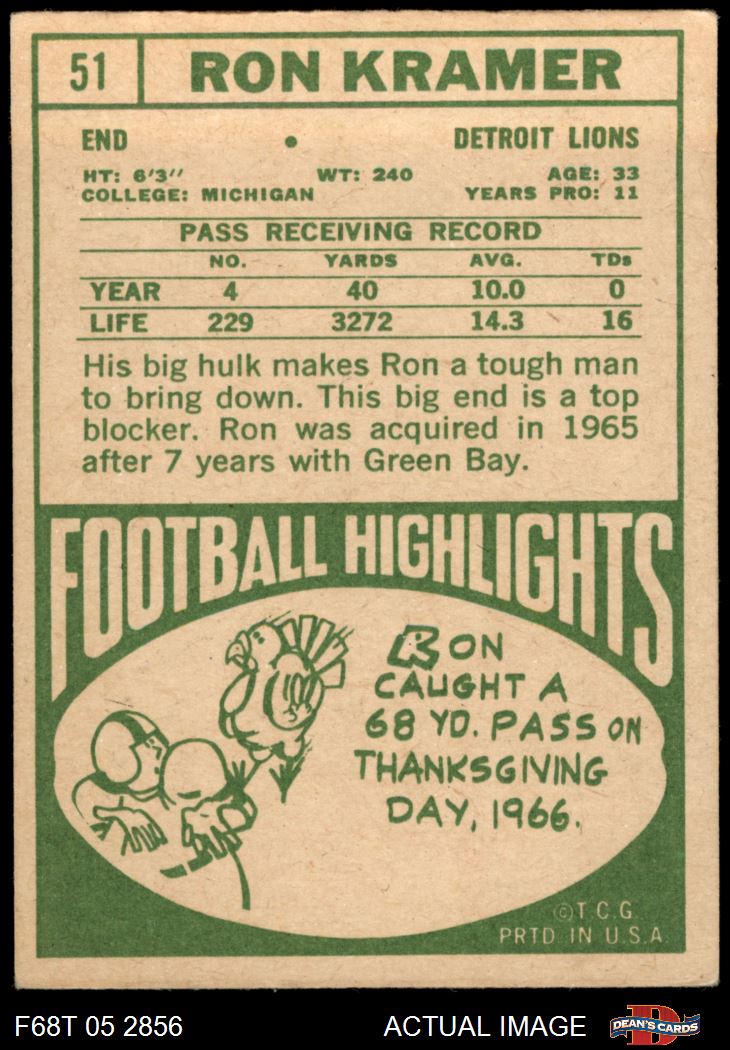 51 RON KRAMER
END • DETROIT LIONS
HT: 6'3" WT: 240 AGE: 33
COLLEGE: MICHIGAN YEARS PRO: 11
PASS RECEIVING RECORD
NO. YARDS AVG. TDs
YEAR 4 40 10.0 0
LIFE 229 3272 14.3 16
His big hulk makes Ron a tough man
to bring down. This big end is a top
blocker. Ron was acquired in 1965
after 7 years with Green Bay.
FOOTBALL HIGHLIGHTS
RON
CAUGHT A
68 YD. PASS ON
THANKSGIVING
DAY, 1966.
©T.C.G.
PRTD. IN U.S.A.
F68T 05 2856 ACTUAL IMAGE DEAN'S CARDS